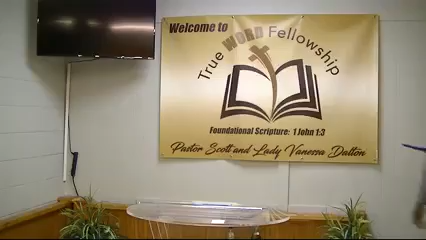 Welcome to
True WORD Fellowship
Foundational Scripture: 1 John 1:3
Pastor Scott and Lady Vanessa Dalton